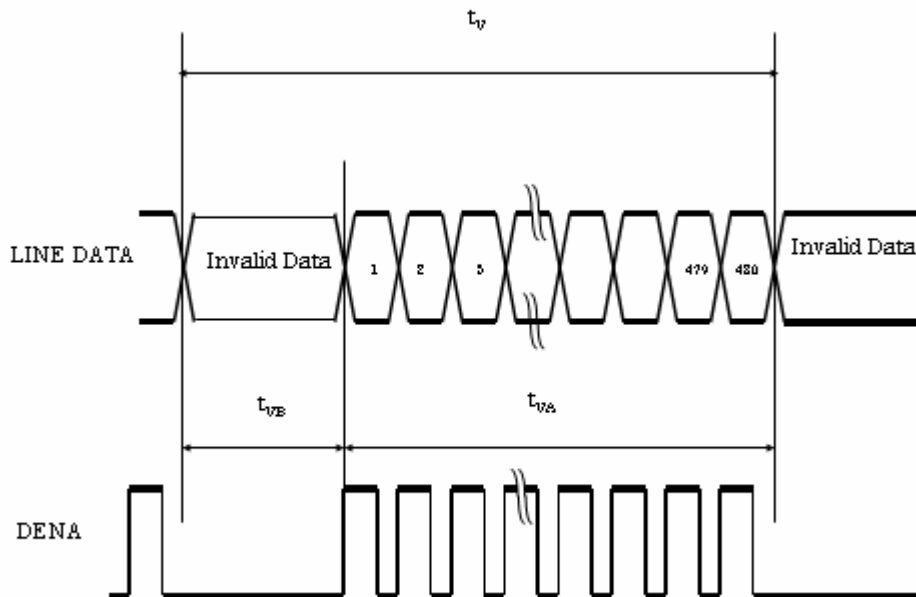 tV
LINE DATA
Invalid Data
1
2
3
479
480
Invalid Data
tVB
tVA
DENA